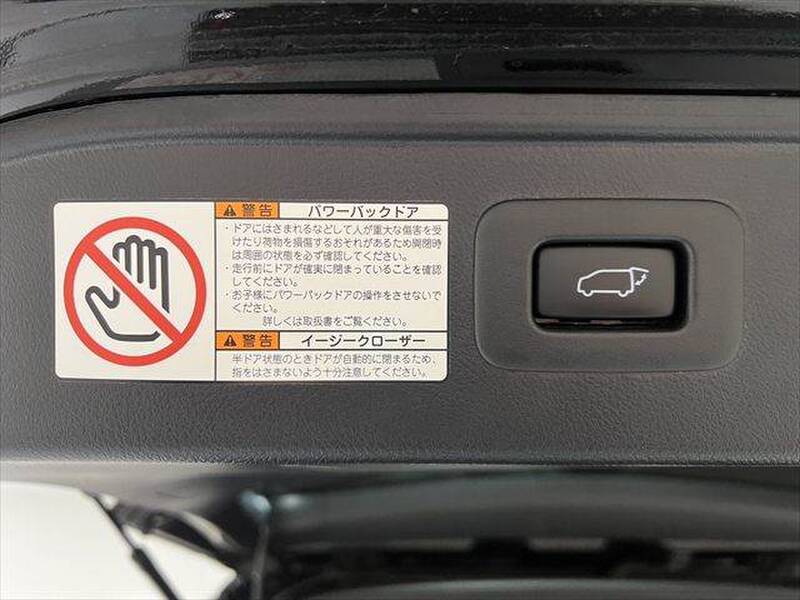 警告 パワーバックドア
・ドアにはさまれるなどして人が重大な傷害を受
けたり荷物を損傷するおそれがあるため開閉時
は周囲の状態を必ず確認してください。
・走行前にドアが確実に閉まっていることを確認
してください。
・お子様にパワーバックドアの操作をさせないで
ください。
詳しくは取扱書をご覧ください。
警告 イージークローザー
半ドア状態のときドアが自動的に閉まるため、
指をはさまないよう十分注意してください。